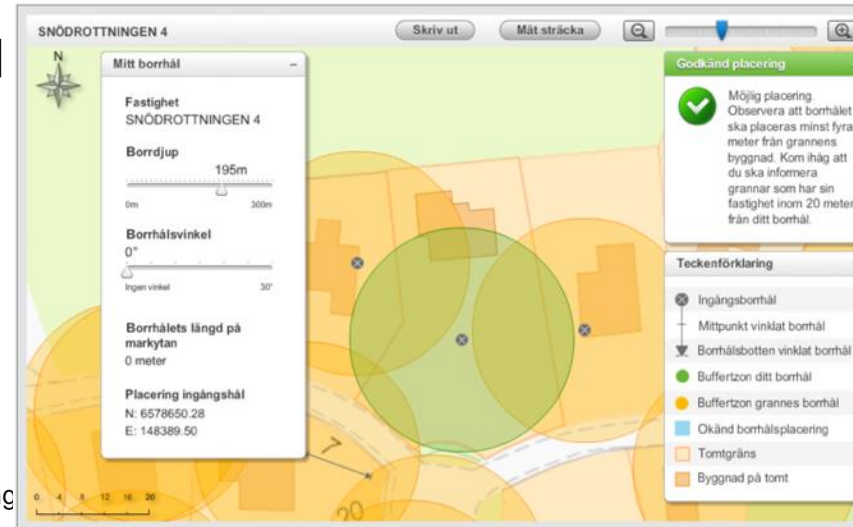 SNÖDROTTNINGEN 4
Skriv ut
Mät sträcka
N
Mitt borrhål
Fastighet
SNÖDROTTNINGEN 4
Borrdjup
195m
0m 300m
Borrhålsvinkel
0°
Ingen vinkel 30°
Borrhålets längd på
markytan
0 meter
Placering ingångshål
N: 6578650.28
E: 148389.50
Godkänd placering
Möjlig placering.
Observera att borrhålet
ska placeras minst fyra
meter från grannens
byggnad. Kom ihåg att
du ska informera
grannar som har sin
fastighet inom 20 meter
från ditt borrhål.
Teckenförklaring
Ingångsborrhål
Mittpunkt vinklat borrhål
Borrhålsbotten vinklat borrhål
Buffertzon ditt borrhål
Buffertzon grannes borrhål
Okänd borrhålsplacering
Tomtgräns
Byggnad på tomt
7
20
0 4 8 12 16 20